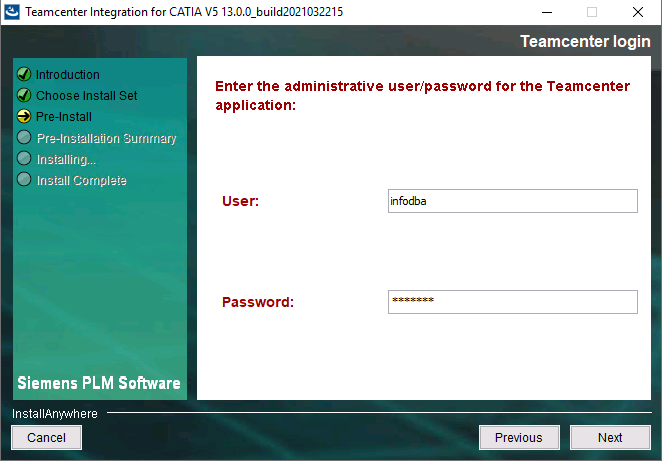 Teamcenter Integration for CATIA V5 13.0.0_build2021032215
Teamcenter login
Introduction
Choose Install Set
Pre-Install
Pre-Installation Summary
Installing...
Install Complete
Siemens PLM Software
Enter the administrative user/password for the Teamcenter
application:
User:
infodba
Password:
*******
InstallAnywhere
Cancel
Previous
Next